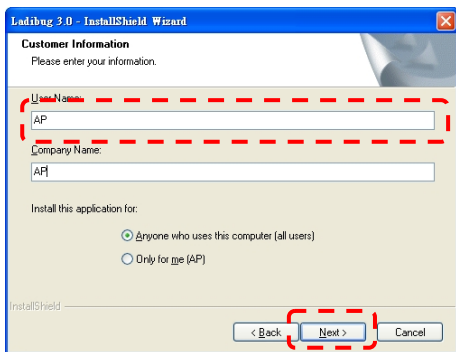 Ladibug 3.0 - InstallShield Wizard
Customer Information
Please enter your information.
User Name:
AP
Company Name:
AP
Install this application for:
Anyone who uses this computer (all users)
Only for me (AP)
InstallShield
< Back Next > Cancel